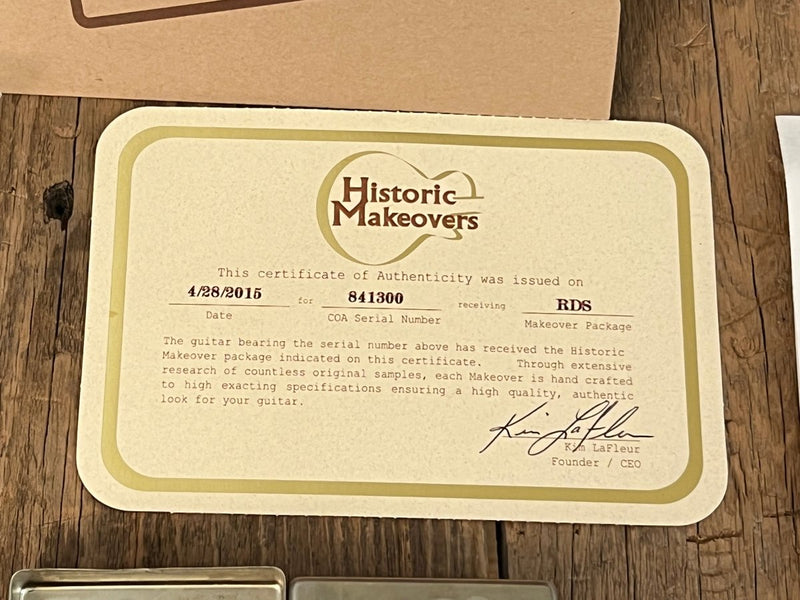 Historic
Makeovers
This certificate of Authenticity was issued on
4/28/2015 for 841300 receiving RDS
Date COA Serial Number Makeover Package
The guitar bearing the serial number above has received the Historic
Makeover package indicated on this certificate. Through extensive
research of countless original samples, each Makeover is hand crafted
to high exacting specifications ensuring a high quality, authentic
look for your guitar.
Kim LaFleur
Kim LaFleur
Founder / CEO